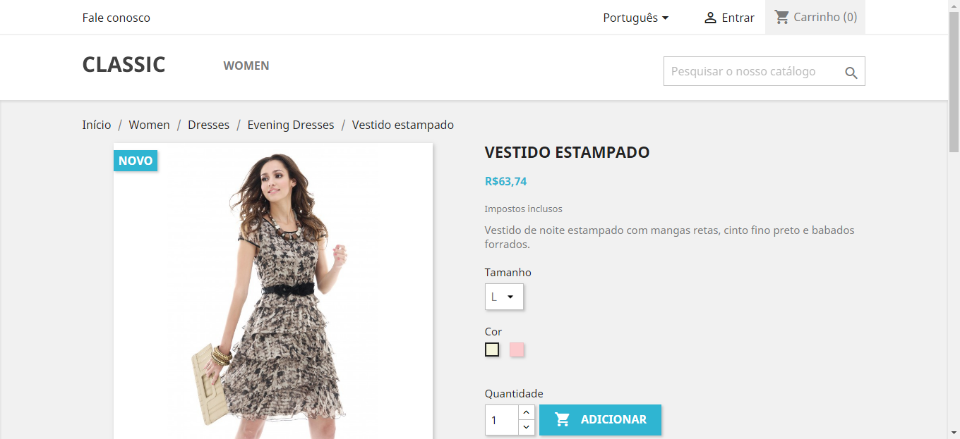 Fale conosco
Português
Entrar
Carrinho (0)
CLASSIC
WOMEN
Pesquisar o nosso catálogo
Início / Women / Dresses / Evening Dresses / Vestido estampado
NOVO
VESTIDO ESTAMPADO
R$63,74
Impostos inclusos
Vestido de noite estampado com mangas retas, cinto fino preto e babados
forrados.
Tamanho
L
Cor
Quantidade
1
ADICIONAR